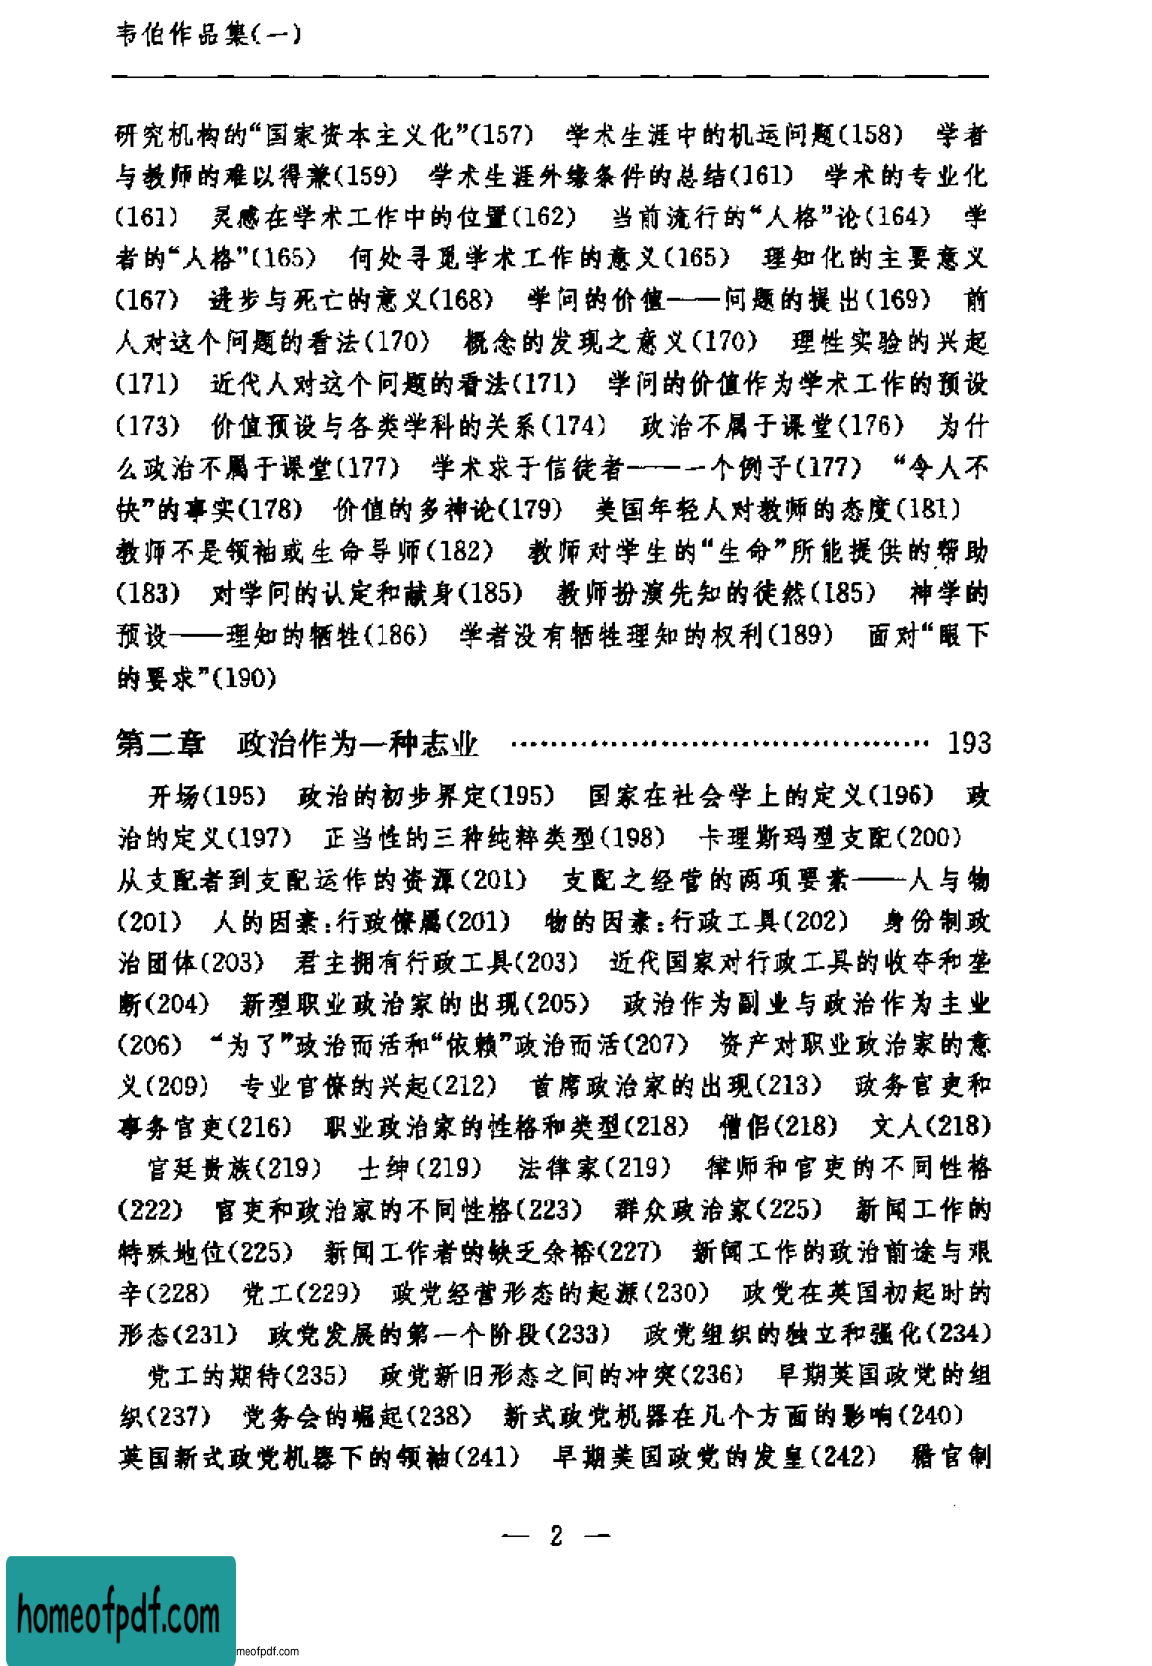 韦伯作品集(一)
研究机构的“国家资本主义化”(157) 学术生涯中的机运问题(158) 学者
与教师的难以得兼(159) 学术生涯外缘条件的总结(161) 学术的专业化
(161) 灵感在学术工作中的位置(162) 当前流行的“人格”论(164) 学
者的“人格”(165) 何处寻觅学术工作的意义(165) 理知化的主要意义
(167) 进步与死亡的意义(168) 学问的价值——问题的提出(169) 前
人对这个问题的看法(170) 概念的发现之意义(170) 理性实验的兴起
(171) 近代人对这个问题的看法(171) 学问的价值作为学术工作的预设
(173) 价值预设与各类学科的关系(174) 政治不属于课堂(176) 为什
么政治不属于课堂(177) 学术求于信徒者——一个例子(177) “令人不
快”的事实(178) 价值的多神论(179) 美国年轻人对教师的态度(181)
教师不是领袖或生命导师(182) 教师对学生的“生命”所能提供的帮助
(183) 对学问的认定和献身(185) 教师扮演先知的徒然(185) 神学的
预设——理知的牺牲(186) 学者没有牺牲理知的权利(189) 面对“眼下
的要求”(190)
第二章 政治作为一种志业 …………………………………… 193
开场(195) 政治的初步界定(195) 国家在社会学上的定义(196) 政
治的定义(197) 正当性的三种纯粹类型(198) 卡理斯玛型支配(200)
从支配者到支配运作的资源(201) 支配之经营的两项要素——人与物
(201) 人的因素:行政僚属(201) 物的因素:行政工具(202) 身份制政
治团体(203) 君主拥有行政工具(203) 近代国家对行政工具的收夺和垄
断(204) 新型职业政治家的出现(205) 政治作为副业与政治作为主业
(206) “为了”政治而活和“依赖”政治而活(207) 资产对职业政治家的意
义(209) 专业官僚的兴起(212) 首席政治家的出现(213) 政务官吏和
事务官吏(216) 职业政治家的性格和类型(218) 僧侣(218) 文人(218)
宫廷贵族(219) 士绅(219) 法律家(219) 律师和官吏的不同性格
(222) 官吏和政治家的不同性格(223) 群众政治家(225) 新闻工作的
特殊地位(225) 新闻工作者的缺乏余裕(227) 新闻工作的政治前途与艰
辛(228) 党工(229) 政党经营形态的起源(230) 政党在英国初起时的
形态(231) 政党发展的第一个阶段(233) 政党组织的独立和强化(234)
党工的期待(235) 政党新旧形态之间的冲突(236) 早期英国政党的组
织(237) 党务会的崛起(238) 新式政党机器在几个方面的影响(240)
英国新式政党机器下的领袖(241) 早期美国政党的发皇(242) 猎官制
— 2 —
homeofpdf.com
meofpdf.com